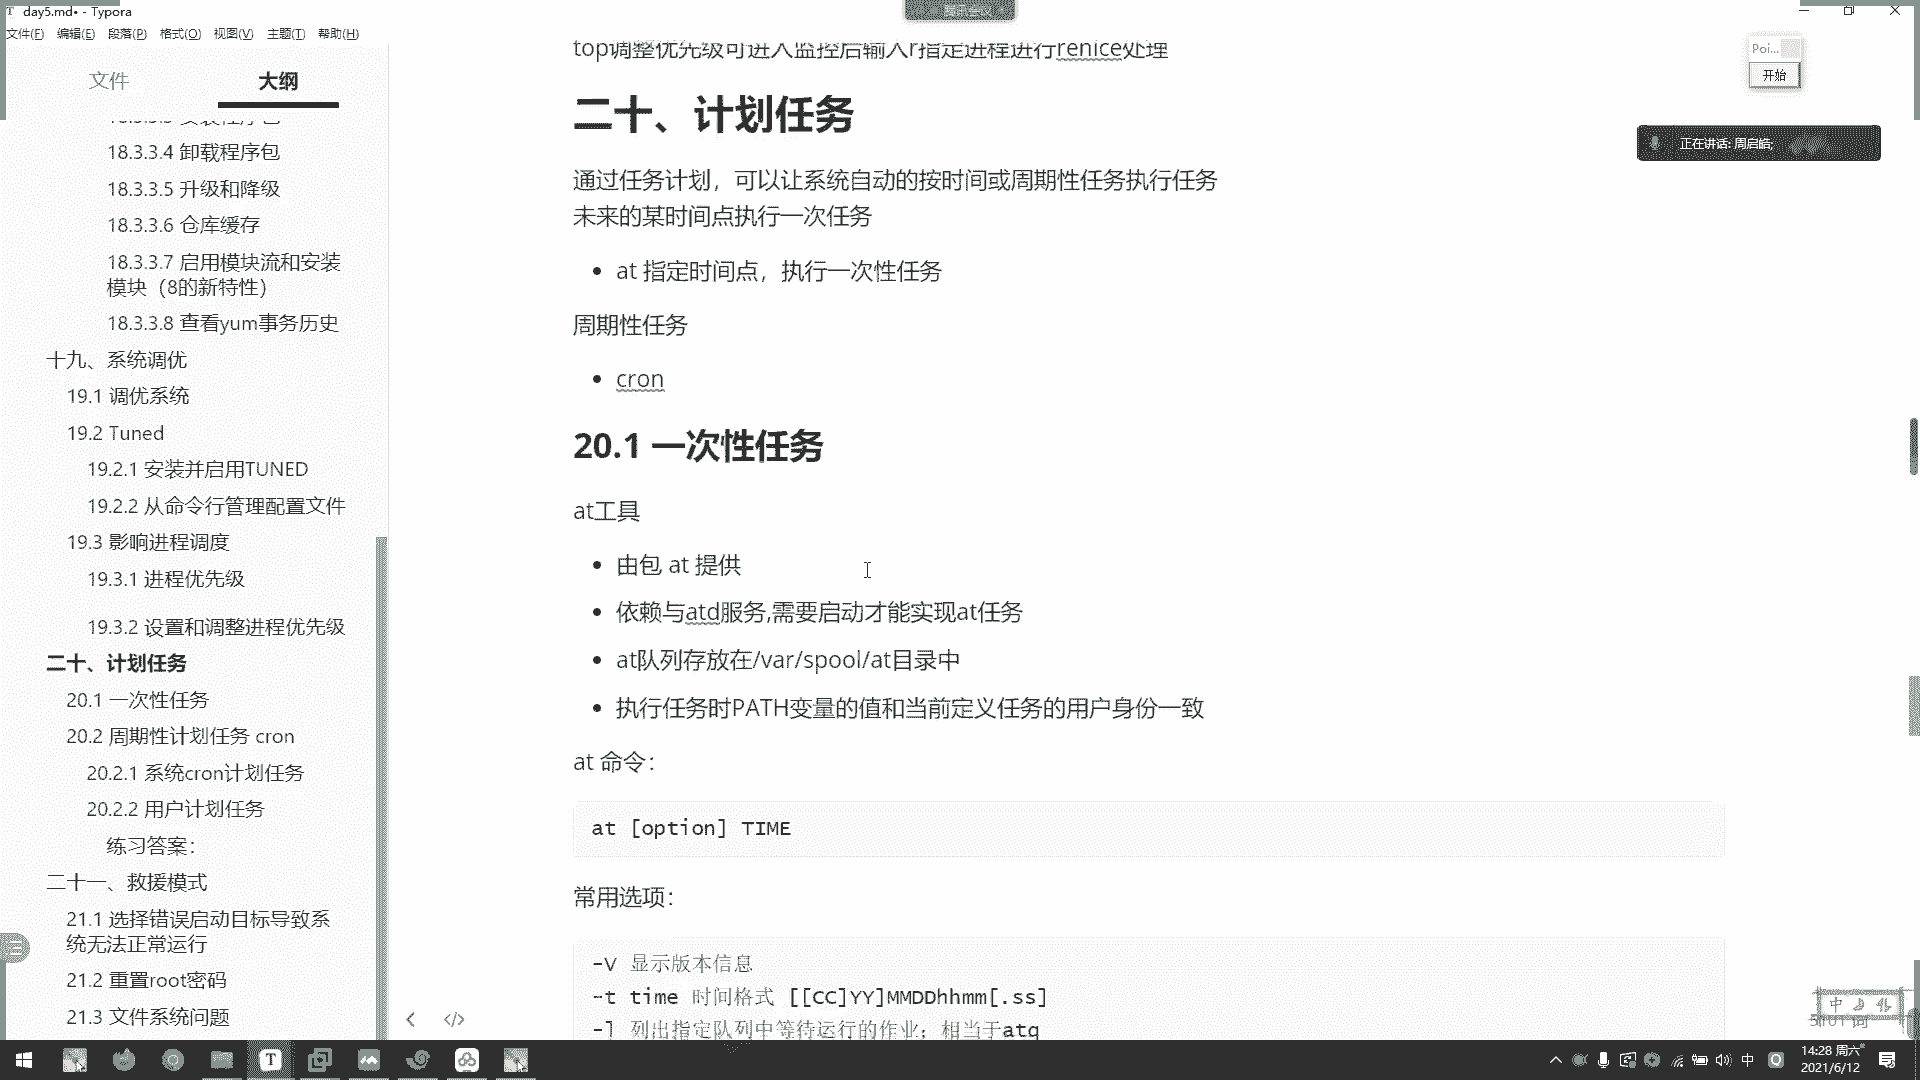 day5.md• - Typora
文件(F) 编辑(E) 段落(P) 格式(O) 视图(V) 主题(T) 帮助(H)
文件
大纲
18.3.3.4 卸载程序包
18.3.3.5 升级和降级
18.3.3.6 仓库缓存
18.3.3.7 启用模块流和安装
模块（8的新特性）
18.3.3.8 查看yum事务历史
十九、系统调优
19.1 调优系统
19.2 Tuned
19.2.1 安装并启用TUNED
19.2.2 从命令行管理配置文件
19.3 影响进程调度
19.3.1 进程优先级
19.3.2 设置和调整进程优先级
二十、计划任务
20.1 一次性任务
20.2 周期性计划任务 cron
20.2.1 系统cron计划任务
20.2.2 用户计划任务
练习答案：
二十一、救援模式
21.1 选择错误启动目标导致系
统无法正常运行
21.2 重置root密码
21.3 文件系统问题
top调整优先级可进入监控后输入r指定进程进行renice处理
二十、计划任务
通过任务计划，可以让系统自动的按时间或周期性任务执行任务
未来的某时间点执行一次任务
at 指定时间点，执行一次性任务
周期性任务
cron
20.1 一次性任务
at工具
由包 at 提供
依赖与atd服务,需要启动才能实现at任务
at队列存放在/var/spool/at目录中
执行任务时PATH变量的值和当前定义任务的用户身份一致
at 命令：
at [option] TIME
常用选项：
-V 显示版本信息
-t time 时间格式 [[CC]YY]MMDDhhmm[.ss]
-l 列出指定队列中等待运行的作业；相当于atq
Poi...
开始
正在讲话: 周启皓;
中
14:28 周六
2021/6/12